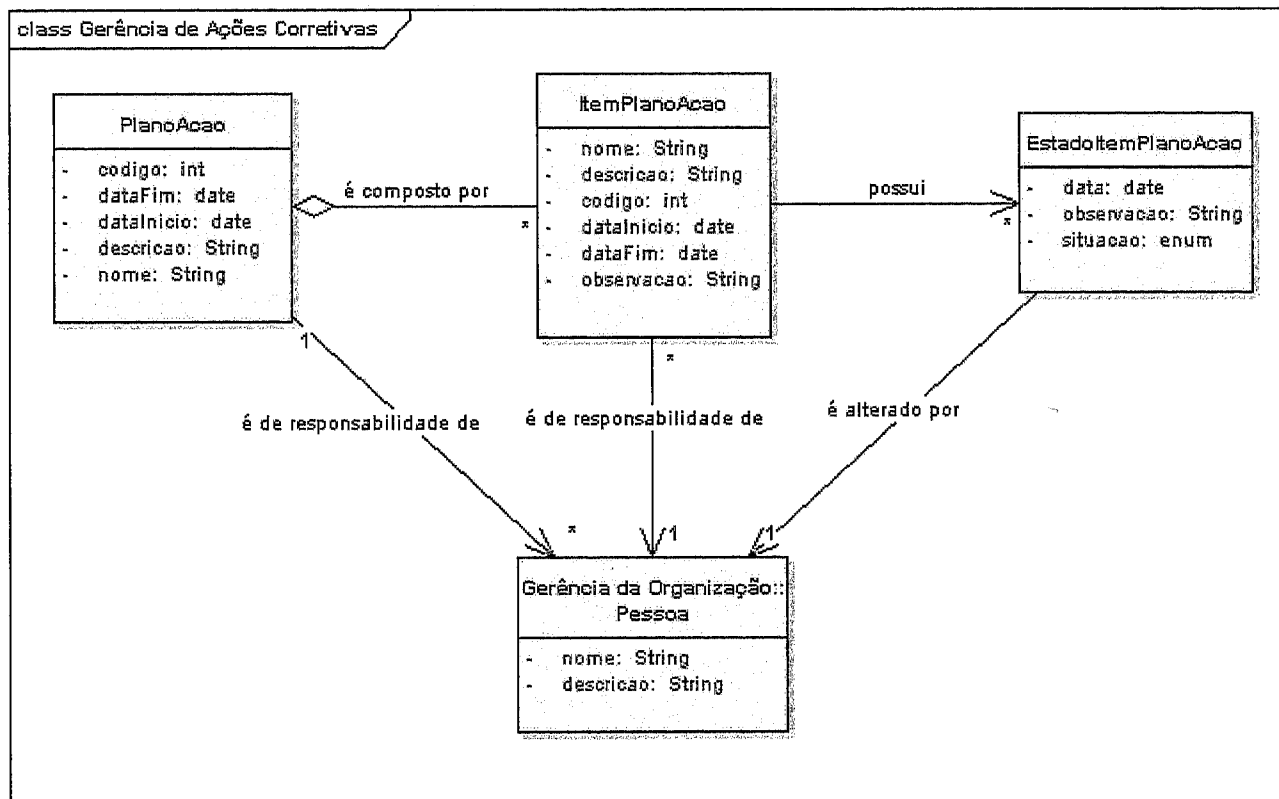 class Gerência de Ações Corretivas
PlanoAcao
- codigo: int
- dataFim: date
- dataInicio: date
- descricao: String
- nome: String
é composto por
*
ItemPlanoAcao
- nome: String
- descricao: String
- codigo: int
- dataInicio: date
- dataFim: date
- observacao: String
possui
*
EstadoItemPlanoAcao
- data: date
- observacao: String
- situacao: enum
1
é de responsabilidade de
*
*
é de responsabilidade de
1
é alterado por
1
Gerência da Organização::
Pessoa
- nome: String
- descricao: String